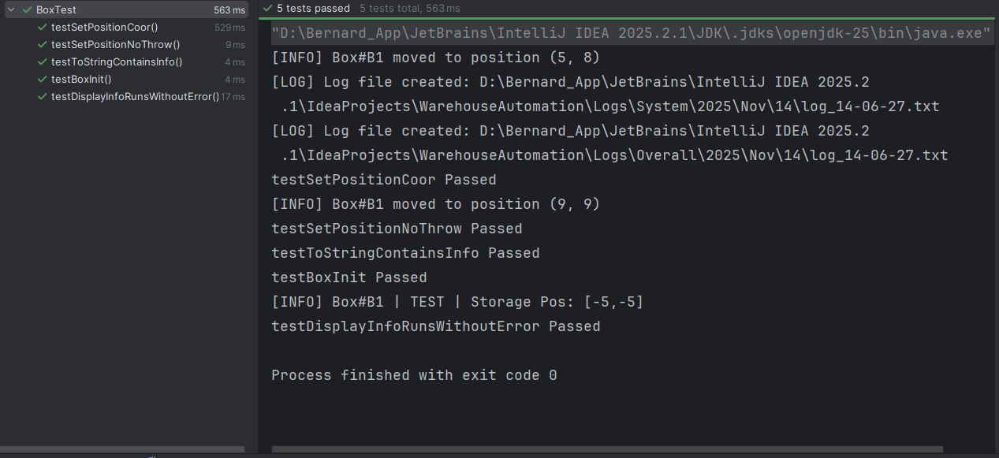 BoxTest 563 ms
testSetPositionCoor() 529 ms
testSetPositionNoThrow() 9 ms
testToStringContainsInfo() 4 ms
testBoxInit() 4 ms
testDisplayInfoRunsWithoutError() 17 ms
5 tests passed 5 tests total, 563 ms
"D:\Bernard_App\JetBrains\IntelliJ IDEA 2025.2.1\JDK\.jdks\openjdk-25\bin\java.exe"
[INFO] Box#B1 moved to position (5, 8)
[LOG] Log file created: D:\Bernard_App\JetBrains\IntelliJ IDEA 2025.2
.1\IdeaProjects\WarehouseAutomation\Logs\System\2025\Nov\14\log_14-06-27.txt
[LOG] Log file created: D:\Bernard_App\JetBrains\IntelliJ IDEA 2025.2
.1\IdeaProjects\WarehouseAutomation\Logs\Overall\2025\Nov\14\log_14-06-27.txt
testSetPositionCoor Passed
[INFO] Box#B1 moved to position (9, 9)
testSetPositionNoThrow Passed
testToStringContainsInfo Passed
testBoxInit Passed
[INFO] Box#B1 | TEST | Storage Pos: [-5,-5]
testDisplayInfoRunsWithoutError Passed
Process finished with exit code 0